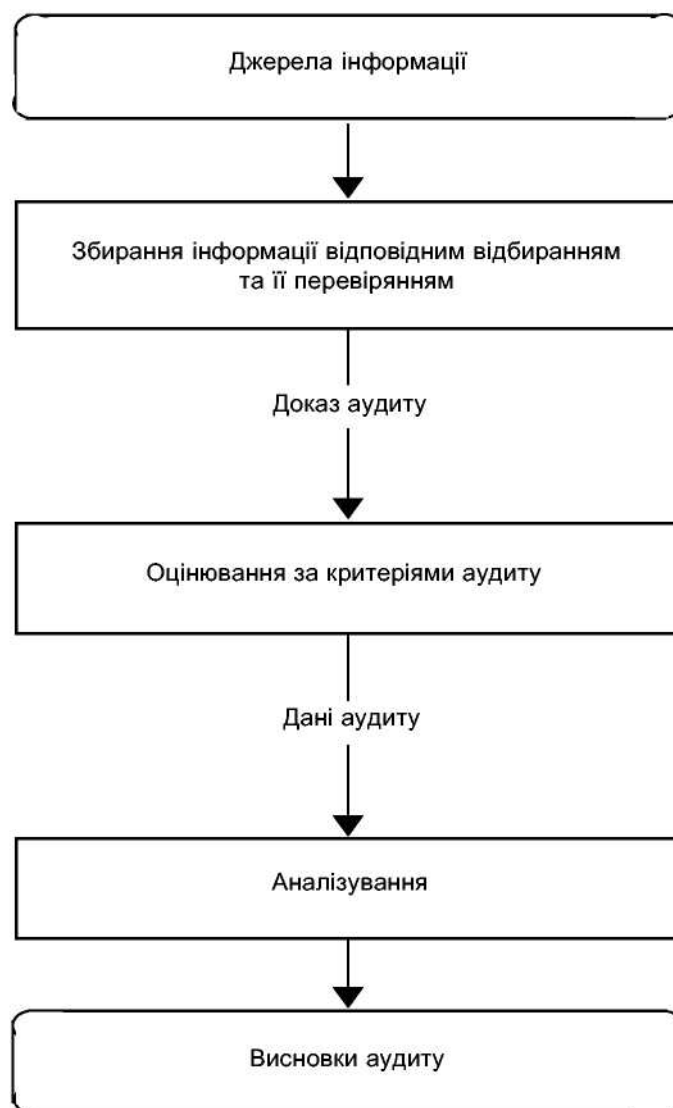 Джерела інформації
Збирання інформації відповідним відбиранням
та її перевірянням
Доказ аудиту
Оцінювання за критеріями аудиту
Дані аудиту
Аналізування
Висновки аудиту